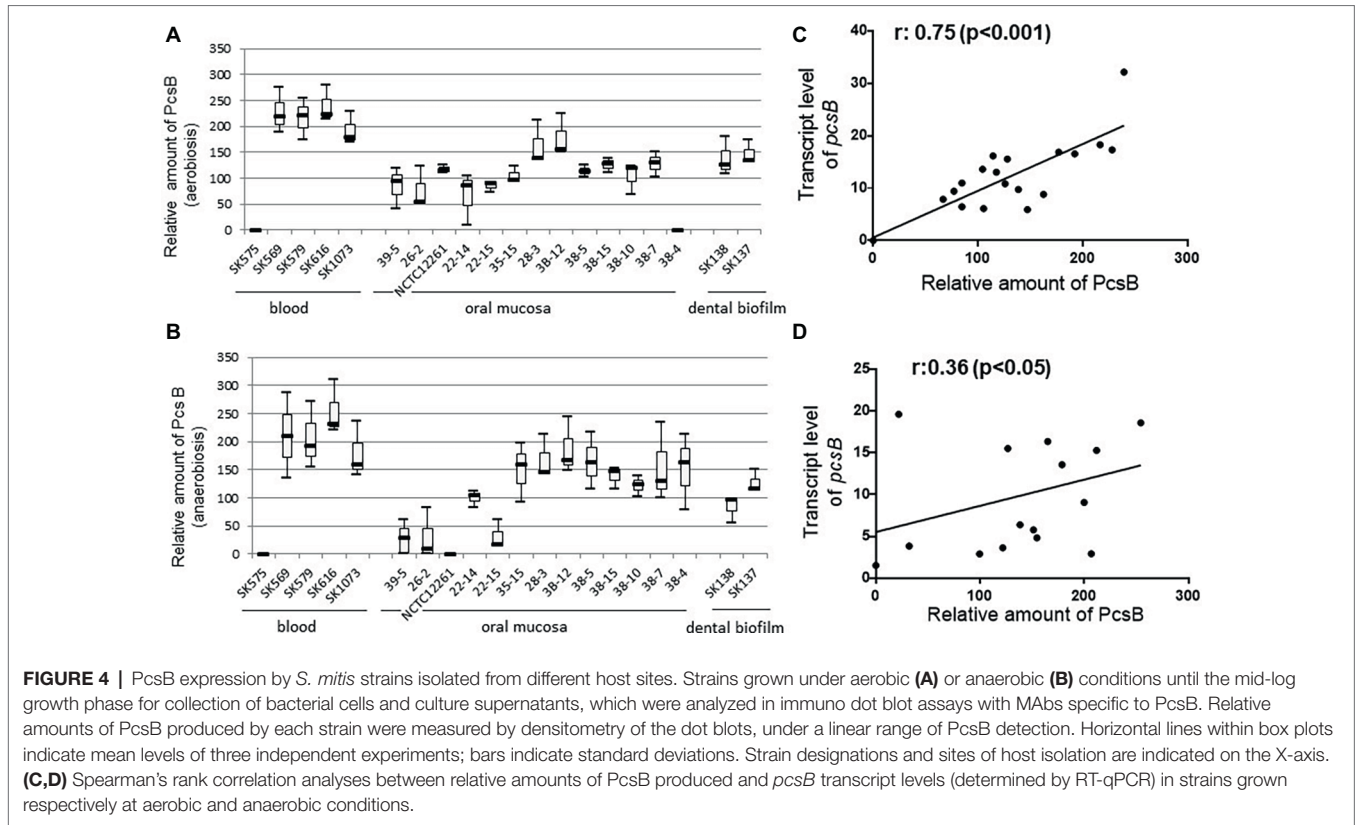 A
350
300
250
200
150
100
50
0
Relative amount of PcsB
(aerobiosis)
SK575
SK569
SK579
SK616
SK1073
39-5
26-2
NCTC12261
22-14
22-15
35-15
28-3
38-12
38-5
38-15
38-10
38-7
38-4
SK138
SK137
blood
oral mucosa
dental biofilm
C
r: 0.75 (p<0.001)
40
30
20
10
0
Transcript level
of pcsB
0
100
200
300
Relative amount of PcsB
B
350
300
250
200
150
100
50
0
Relative amount of Pcs B
(anaerobiosis)
SK575
SK569
SK579
SK616
SK1073
39-5
26-2
NCTC12261
22-14
22-15
35-15
28-3
38-12
38-5
38-15
38-10
38-7
38-4
SK138
SK137
blood
oral mucosa
dental biofilm
D
r:0.36 (p<0.05)
25
20
15
10
5
0
Transcript level
of pcsB
0
100
200
300
Relative amount of PcsB
FIGURE 4 | PcsB expression by S. mitis strains isolated from different host sites. Strains grown under aerobic (A) or anaerobic (B) conditions until the mid-log
growth phase for collection of bacterial cells and culture supernatants, which were analyzed in immuno dot blot assays with MAbs specific to PcsB. Relative
amounts of PcsB produced by each strain were measured by densitometry of the dot blots, under a linear range of PcsB detection. Horizontal lines within box plots
indicate mean levels of three independent experiments; bars indicate standard deviations. Strain designations and sites of host isolation are indicated on the X-axis.
(C,D) Spearman's rank correlation analyses between relative amounts of PcsB produced and pcsB transcript levels (determined by RT-qPCR) in strains grown
respectively at aerobic and anaerobic conditions.